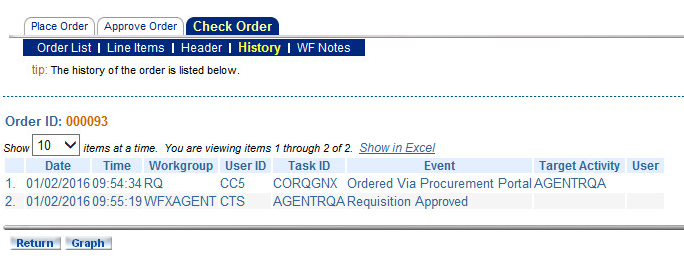 Place Order Approve Order Check Order
Order List | Line Items | Header | History | WF Notes
tip: The history of the order is listed below.
Order ID: 000093
Show 10 items at a time. You are viewing items 1 through 2 of 2. Show in Excel
Date Time Workgroup User ID Task ID Event Target Activity User
1. 01/02/2016 09:54:34 RQ CC5 CORQGNX Ordered Via Procurement Portal AGENTRQA
2. 01/02/2016 09:55:19 WFXAGENT CTS AGENTRQA Requisition Approved
Return Graph